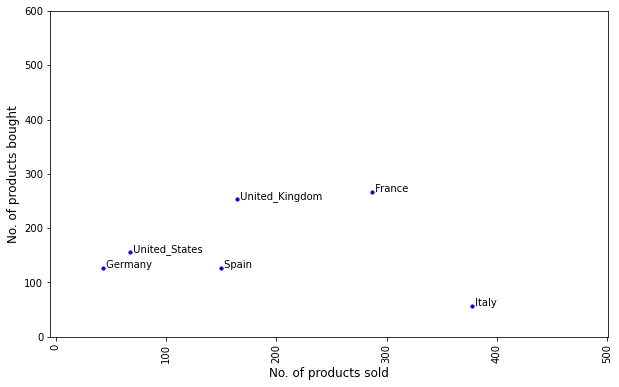 600
500
400
300
200
100
0
No. of products bought
France
United_Kingdom
United_States
Germany
Spain
Italy
0
100
200
300
400
500
No. of products sold